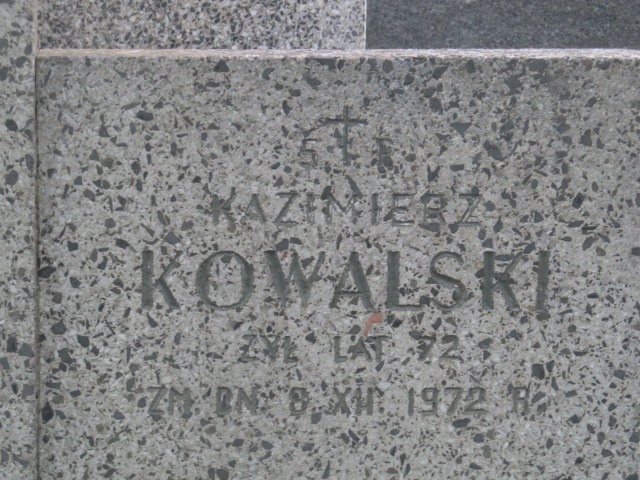 Ś † P
KAZIMIERZ
KOWALSKI
ŻYŁ LAT 72
ZM DN. 8.XII.1972 R.